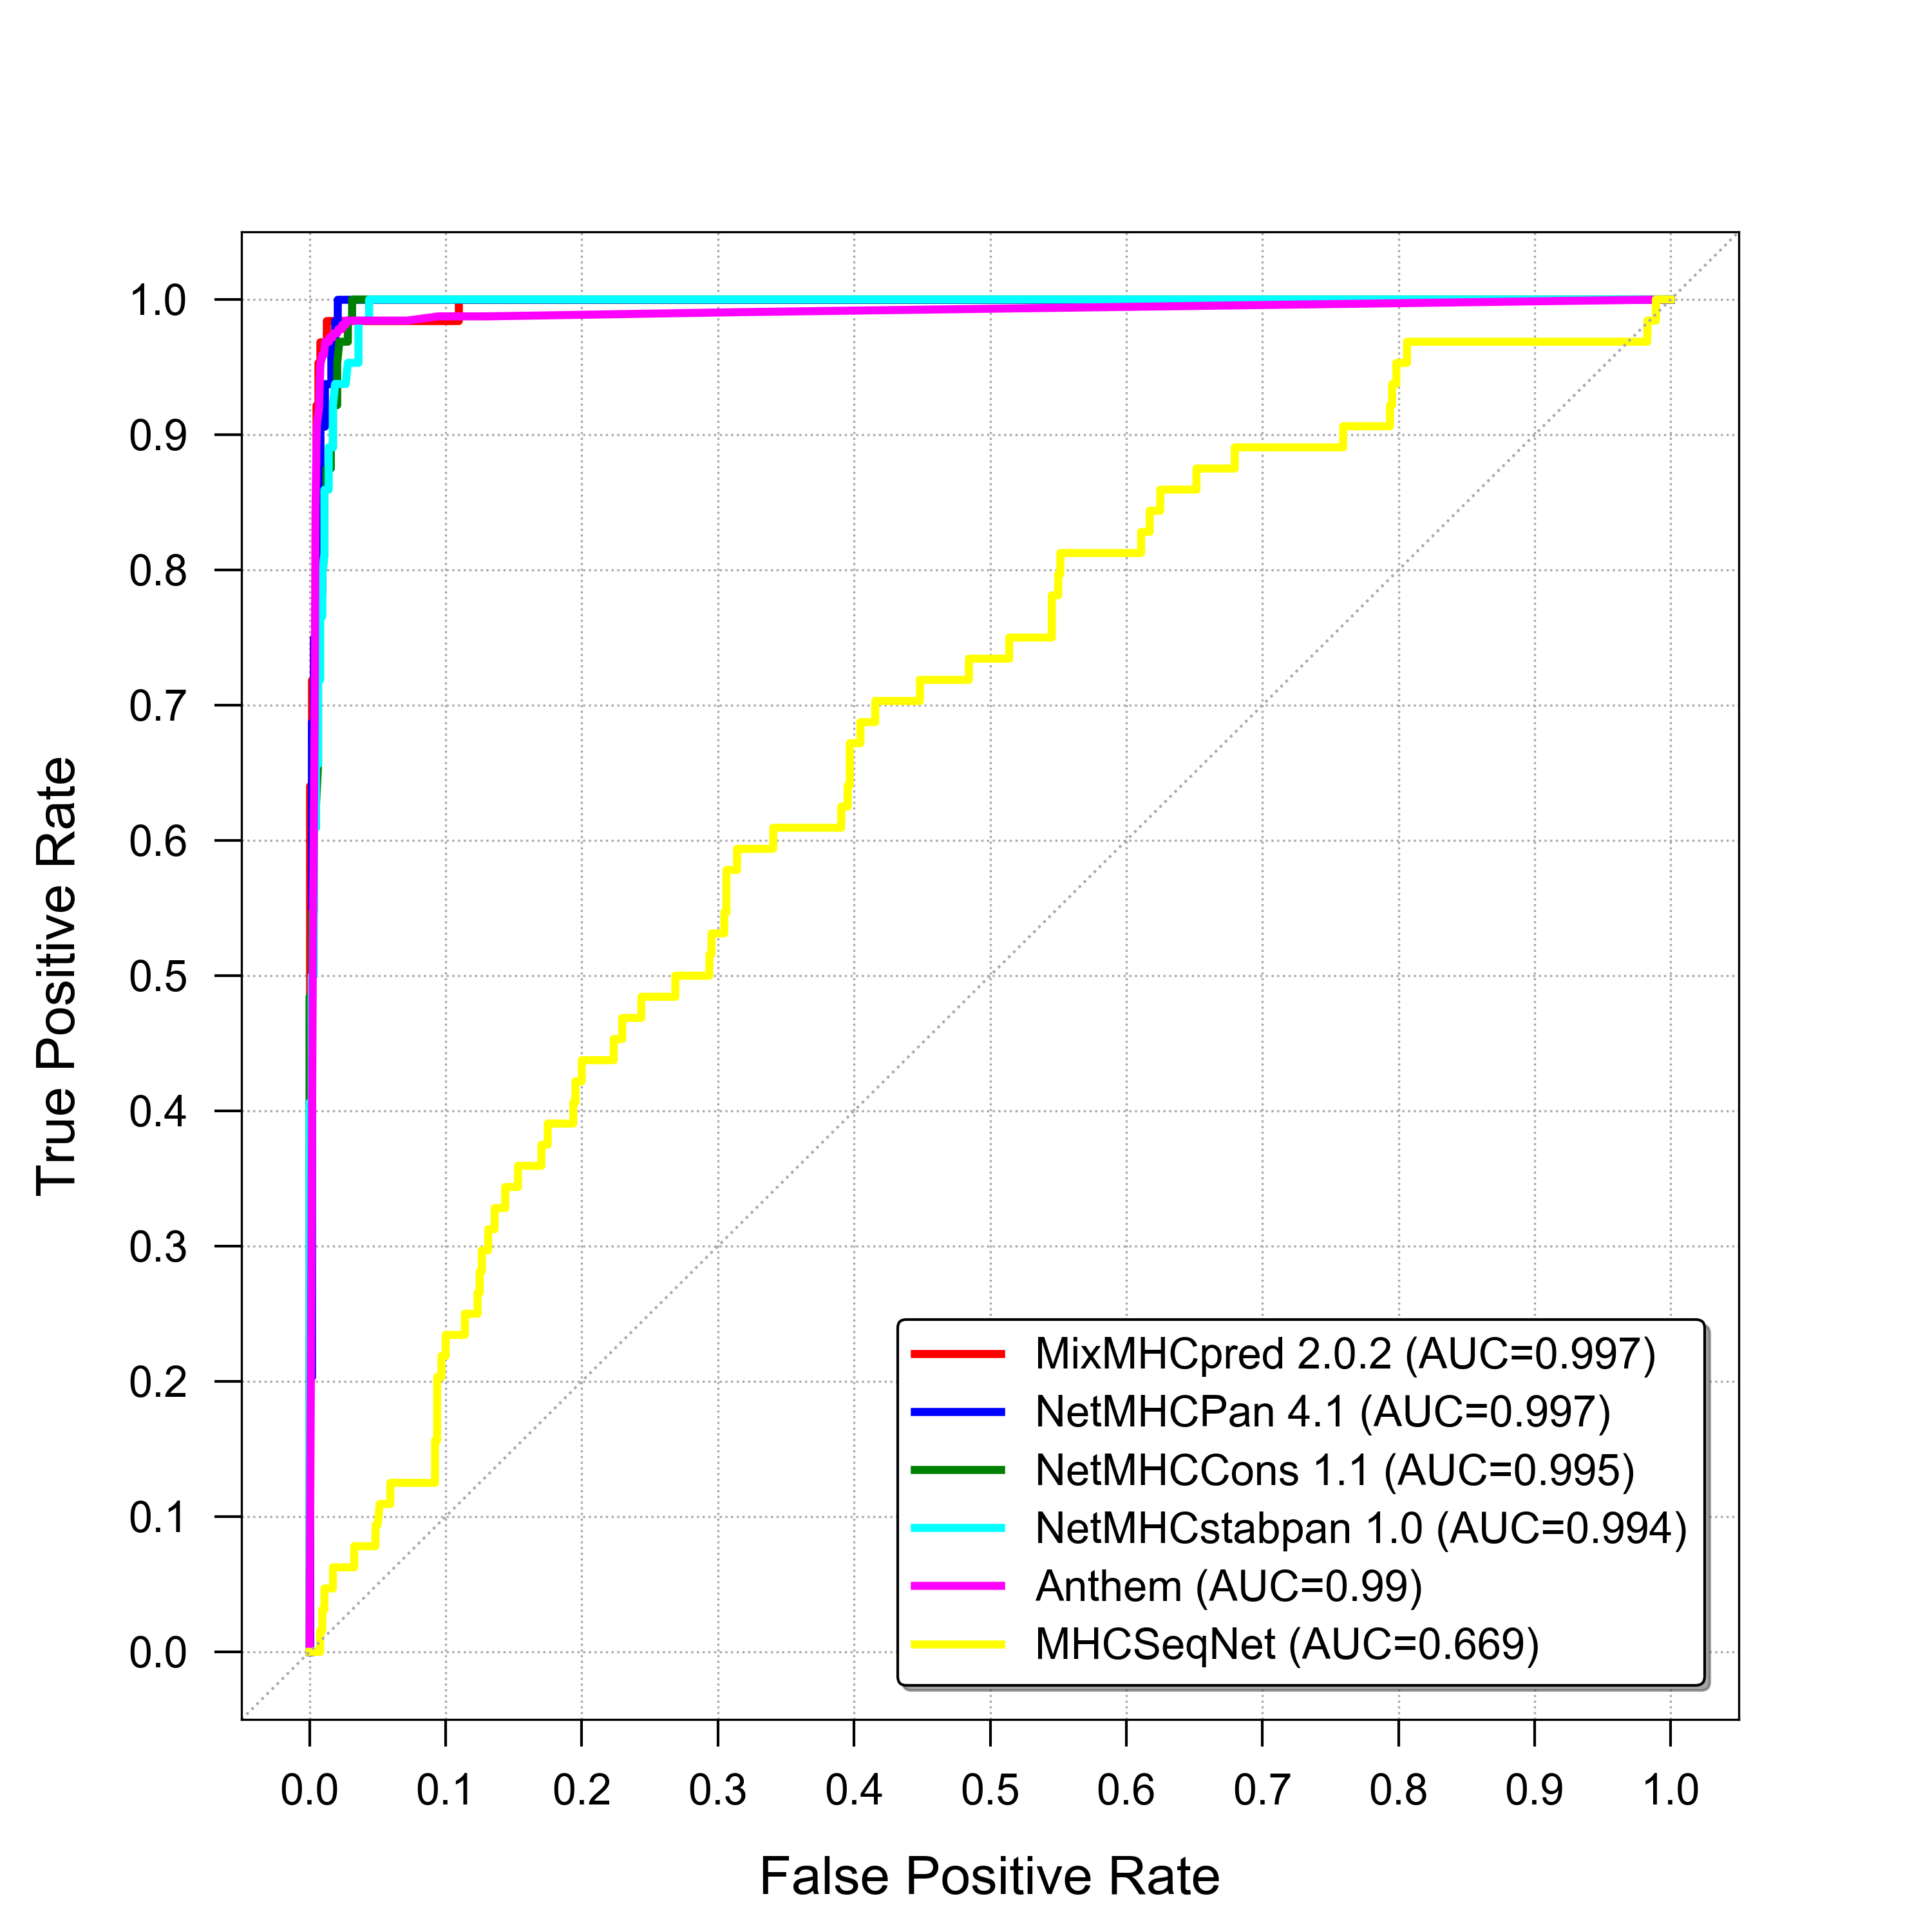 1.0
0.9
0.8
0.7
0.6
0.5
0.4
0.3
0.2
0.1
0.0
True Positive Rate
MixMHCpred 2.0.2 (AUC=0.997)
NetMHCPan 4.1 (AUC=0.997)
NetMHCCons 1.1 (AUC=0.995)
NetMHCstabpan 1.0 (AUC=0.994)
Anthem (AUC=0.99)
MHCSeqNet (AUC=0.669)
0.0 0.1 0.2 0.3 0.4 0.5 0.6 0.7 0.8 0.9 1.0
False Positive Rate